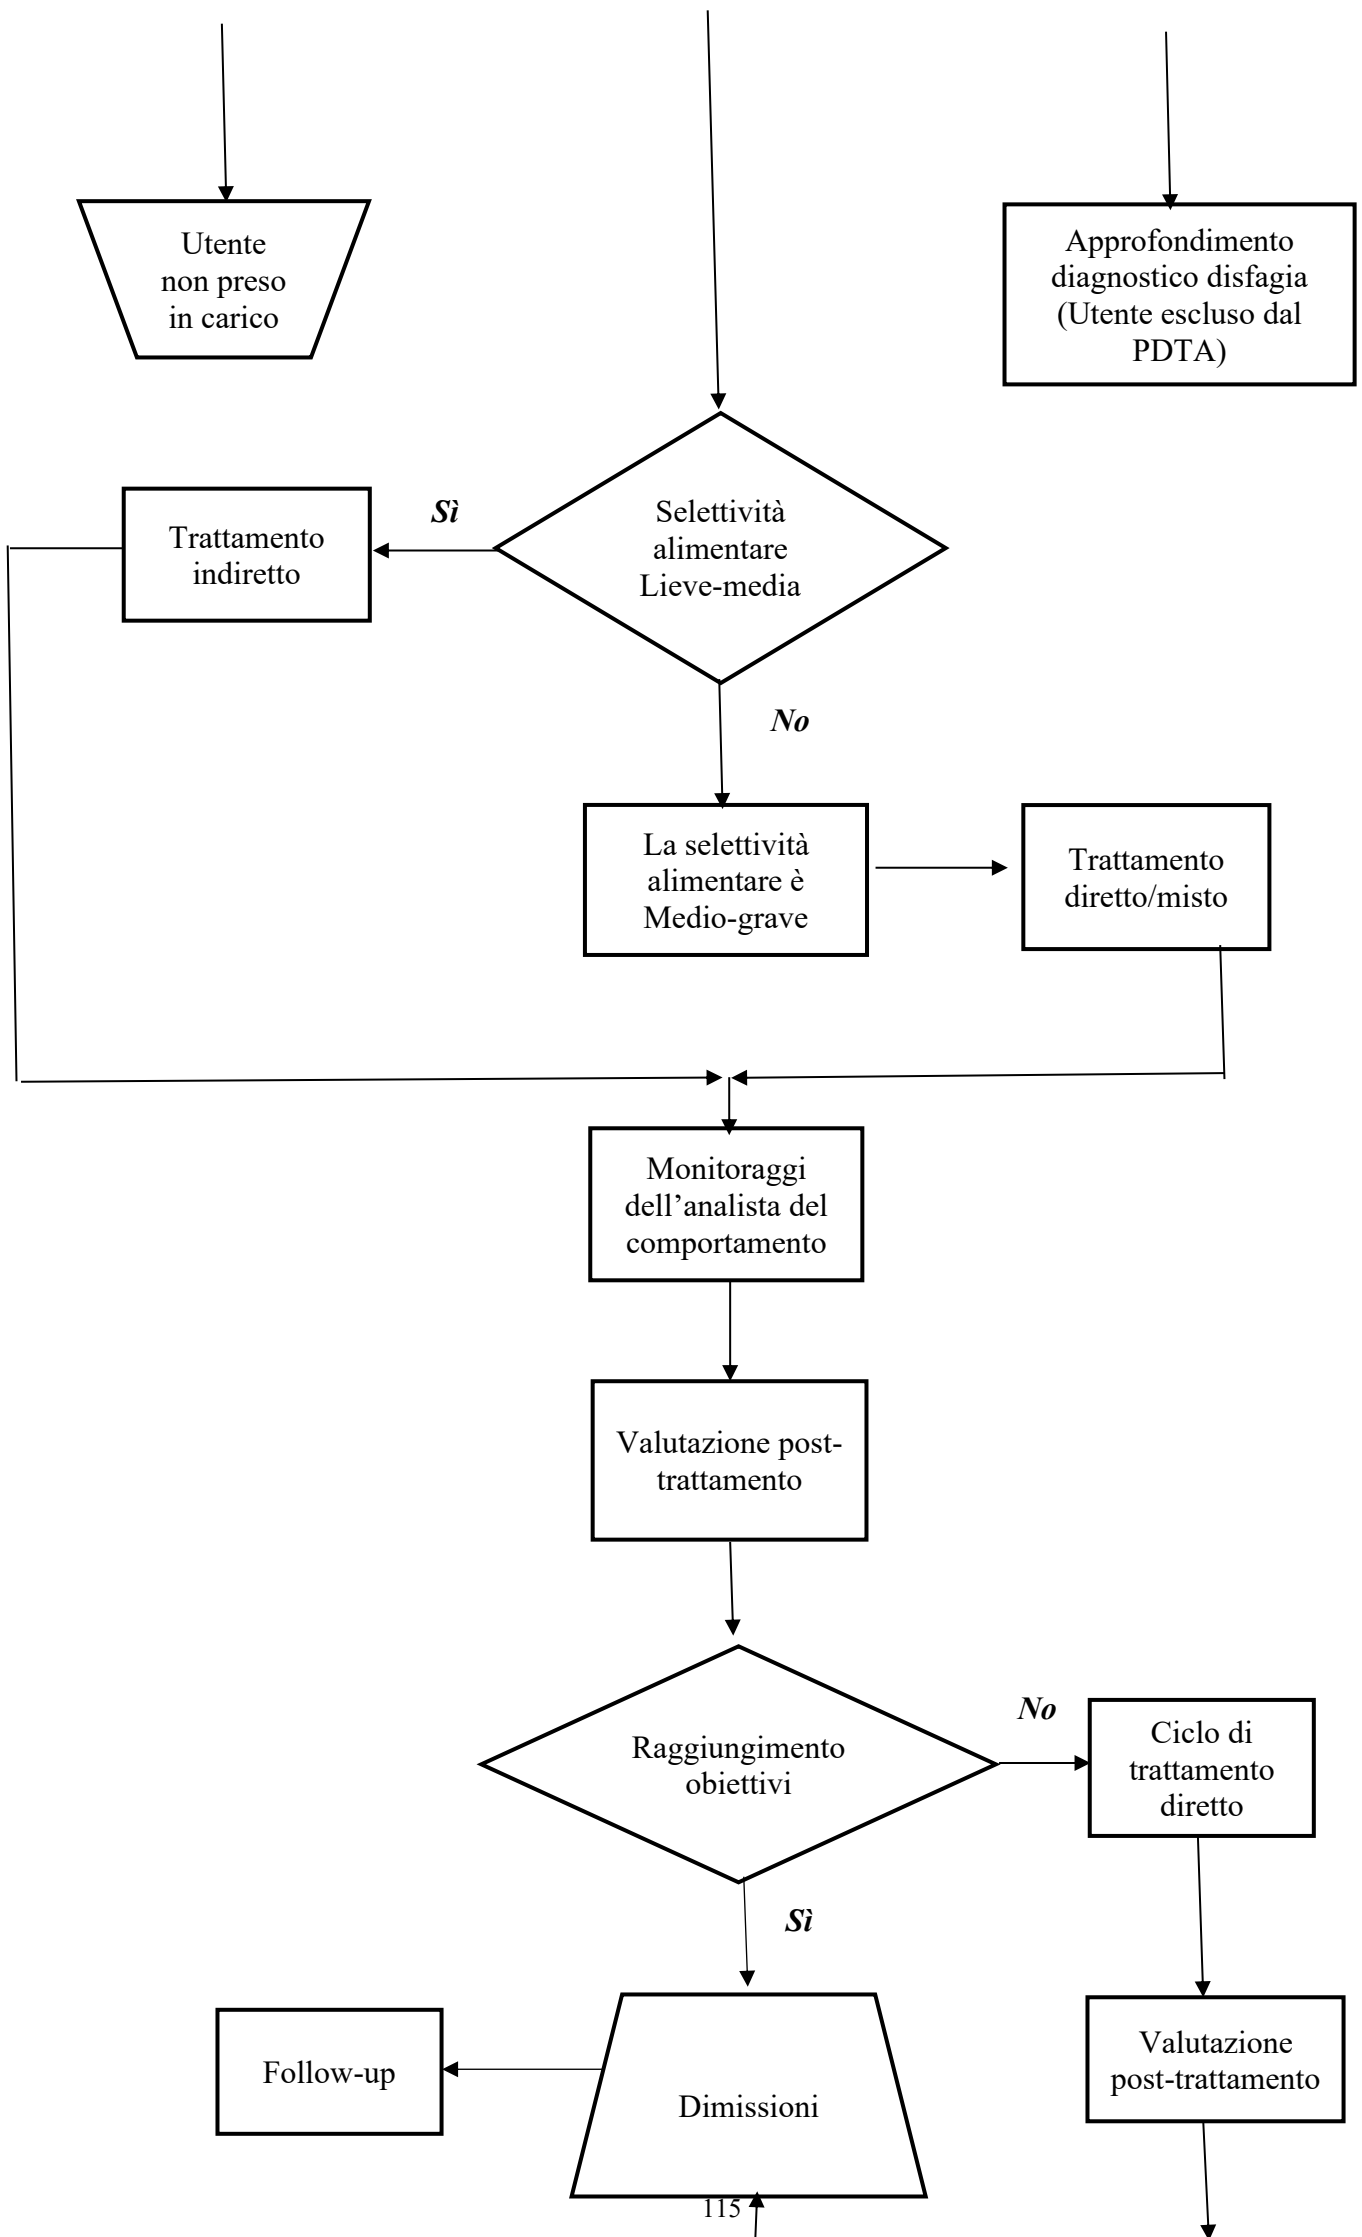 Utente
non preso
in carico
Approfondimento
diagnostico disfagia
(Utente escluso dal
PDTA)
Sì
Selettività
alimentare
Lieve-media
Trattamento
indiretto
No
La selettività
alimentare è
Medio-grave
Trattamento
diretto/misto
Monitoraggi
dell’analista del
comportamento
Valutazione post-
trattamento
No
Raggiungimento
obiettivi
Ciclo di
trattamento
diretto
Sì
Follow-up
Dimissioni
Valutazione
post-trattamento
115